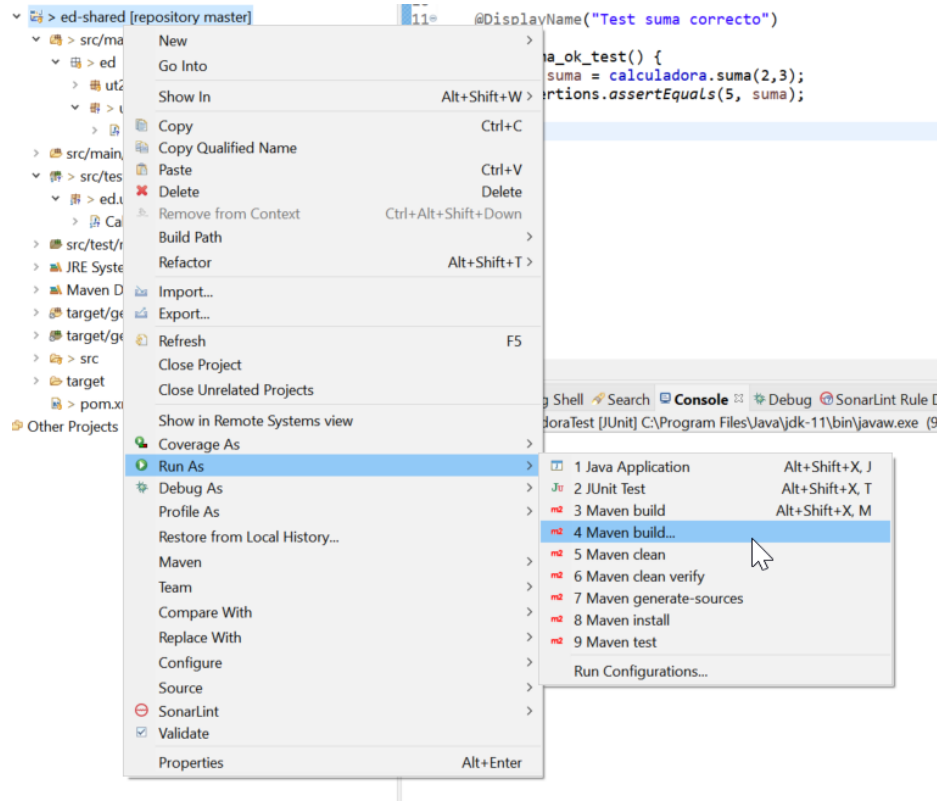 > ed-shared [repository master]
> src/ma
> ed
> src/main
> src/tes
> ed.u
Cal
src/test/r
JRE Syste
Maven D
target/ge
target/ge
> src
target
> pom.x
Other Projects
11 @DisplayName("Test suma correcto")
a_ok_test() {
suma = calculadora.suma(2,3);
ertions.assertEquals(5, suma);
New
Go Into
Show In Alt+Shift+W >
Copy Ctrl+C
Copy Qualified Name
Paste Ctrl+V
Delete Delete
Remove from Context Ctrl+Alt+Shift+Down
Build Path
Refactor Alt+Shift+T >
Import...
Export...
Refresh F5
Close Project
Close Unrelated Projects
Show in Remote Systems view
Coverage As
Run As
Debug As
Profile As
Restore from Local History...
Maven
Team
Compare With
Replace With
Configure
Source
SonarLint
Validate
Properties Alt+Enter
Shell Search Console Debug SonarLint Rule D
doraTest [JUnit] C:\Program Files\Java\jdk-11\bin\javaw.exe (9
1 Java Application Alt+Shift+X, J
2 JUnit Test Alt+Shift+X, T
3 Maven build Alt+Shift+X, M
4 Maven build...
5 Maven clean
6 Maven clean verify
7 Maven generate-sources
8 Maven install
9 Maven test
Run Configurations...